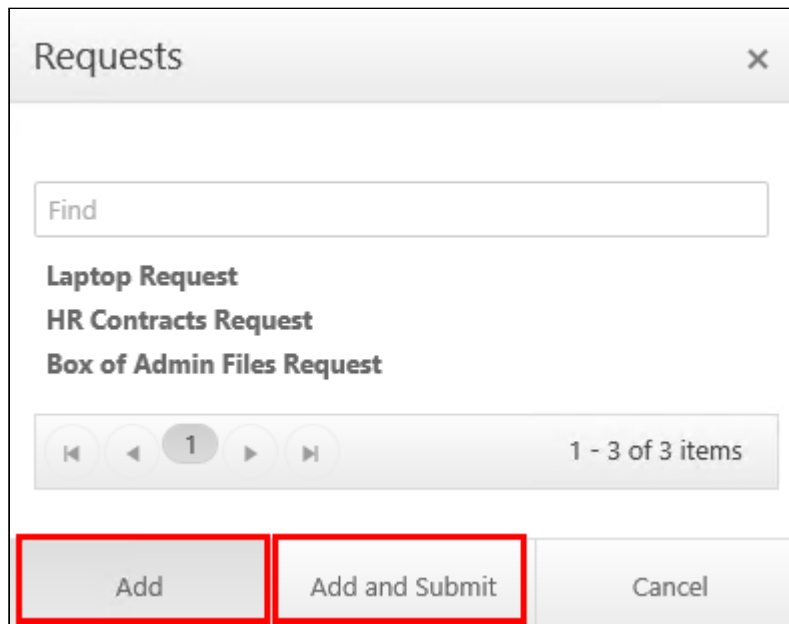 Requests
Find
Laptop Request
HR Contracts Request
Box of Admin Files Request
1 1 - 3 of 3 items
Add Add and Submit Cancel